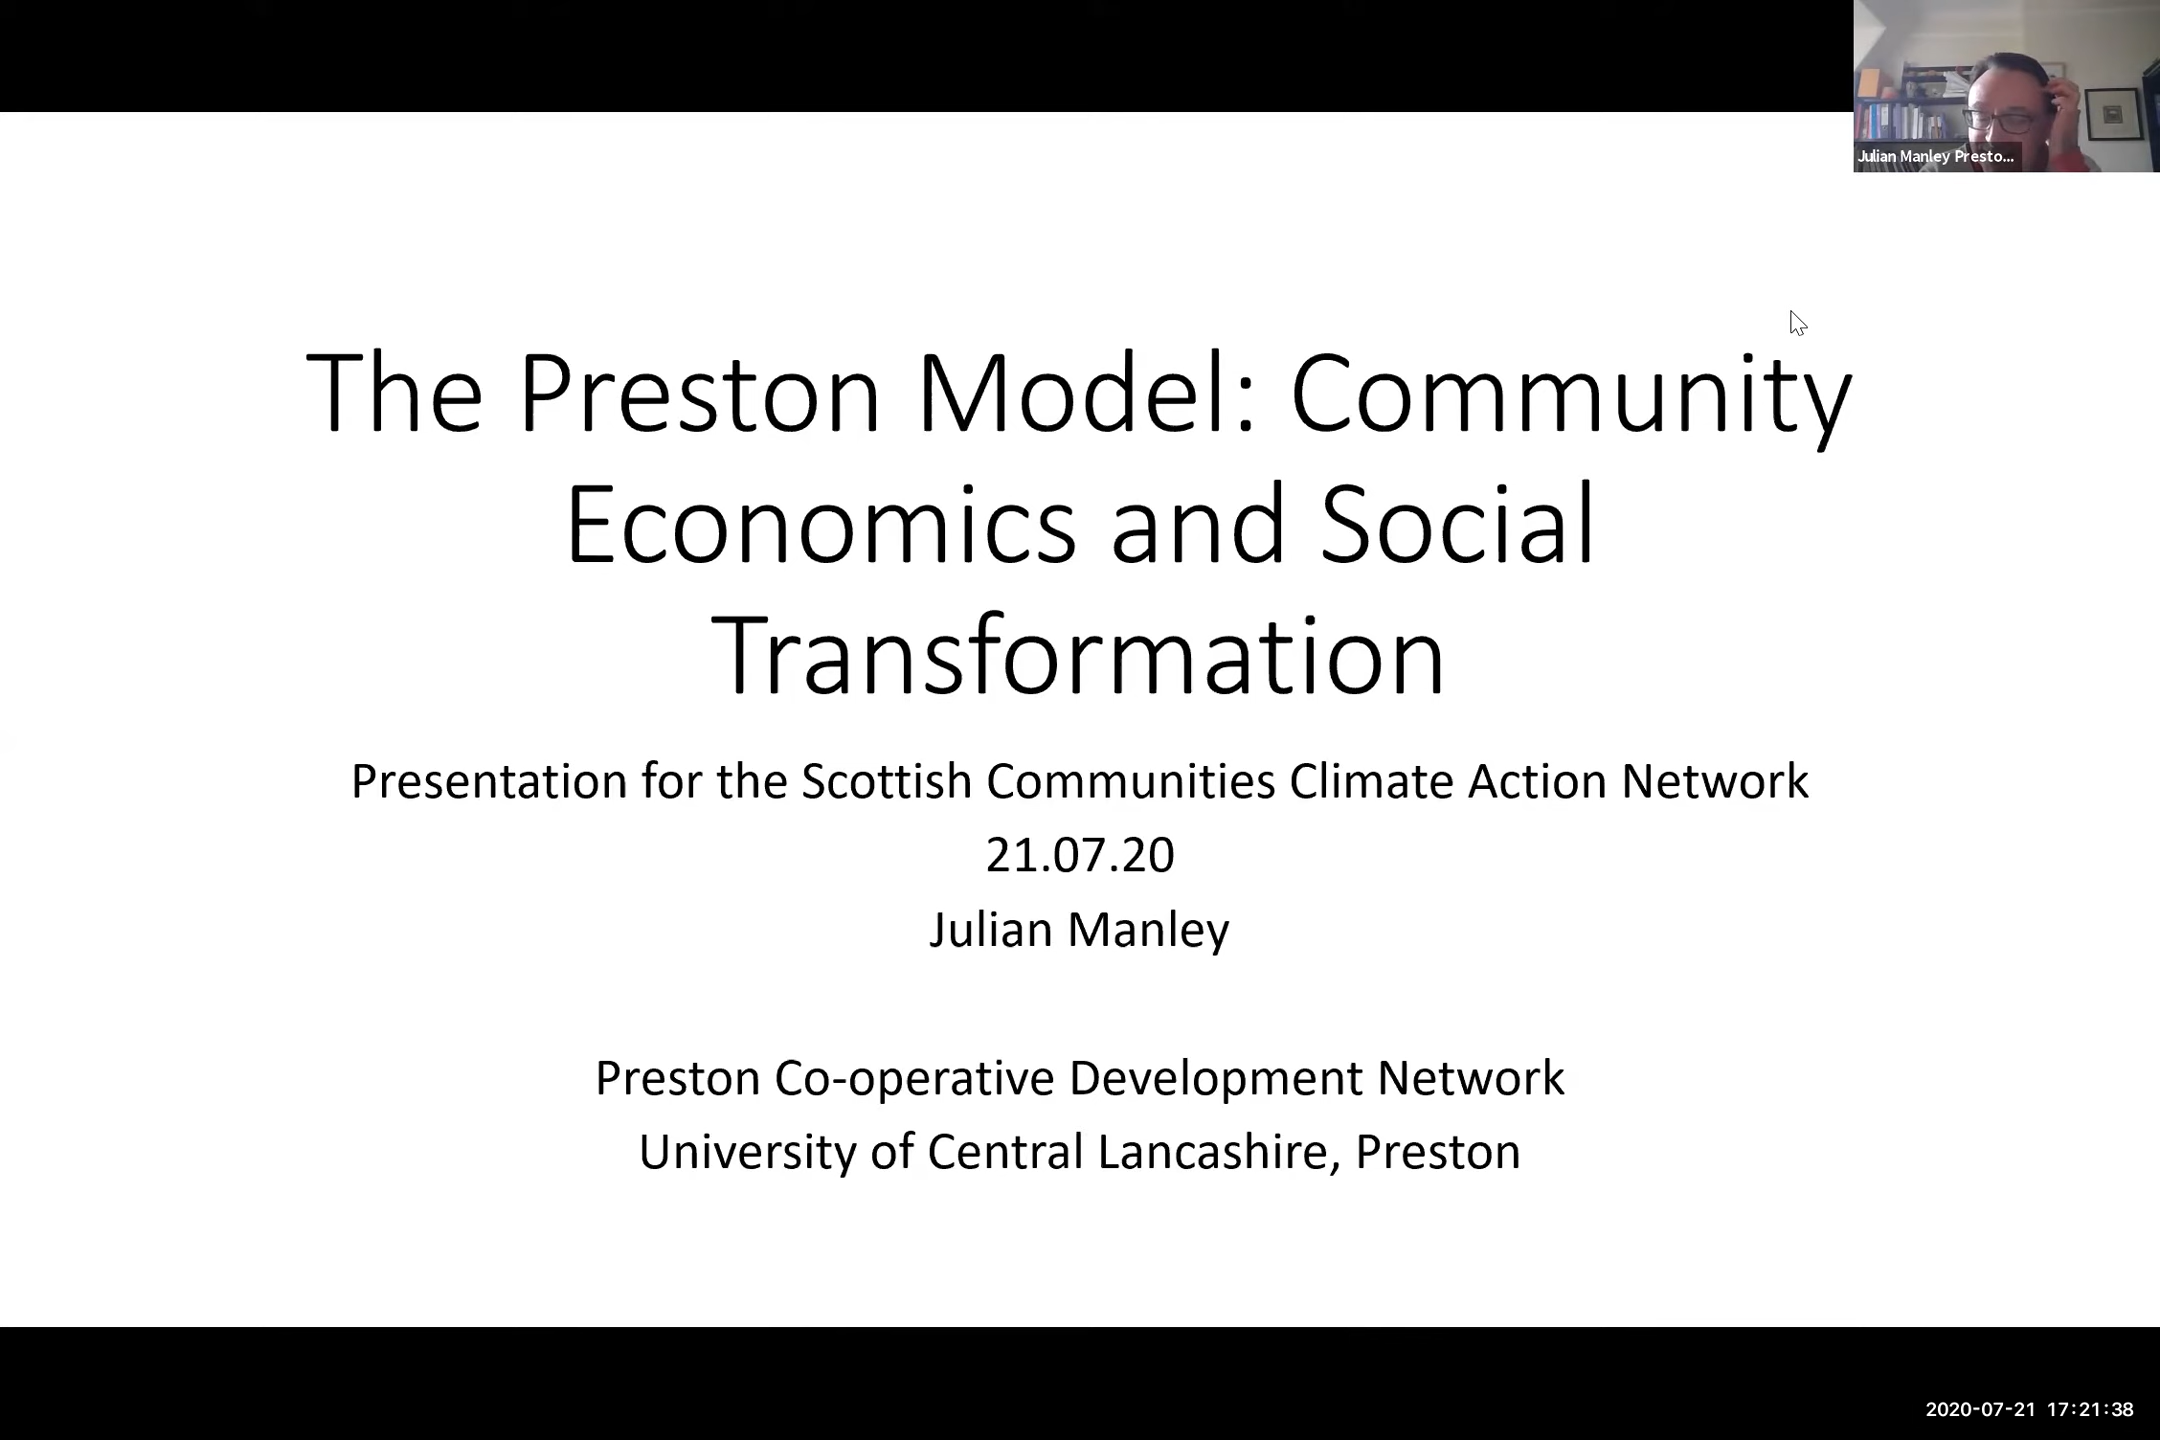 Julian Manley Presto...
The Preston Model: Community
Economics and Social
Transformation
Presentation for the Scottish Communities Climate Action Network
21.07.20
Julian Manley
Preston Co-operative Development Network
University of Central Lancashire, Preston
2020-07-21 17:21:38